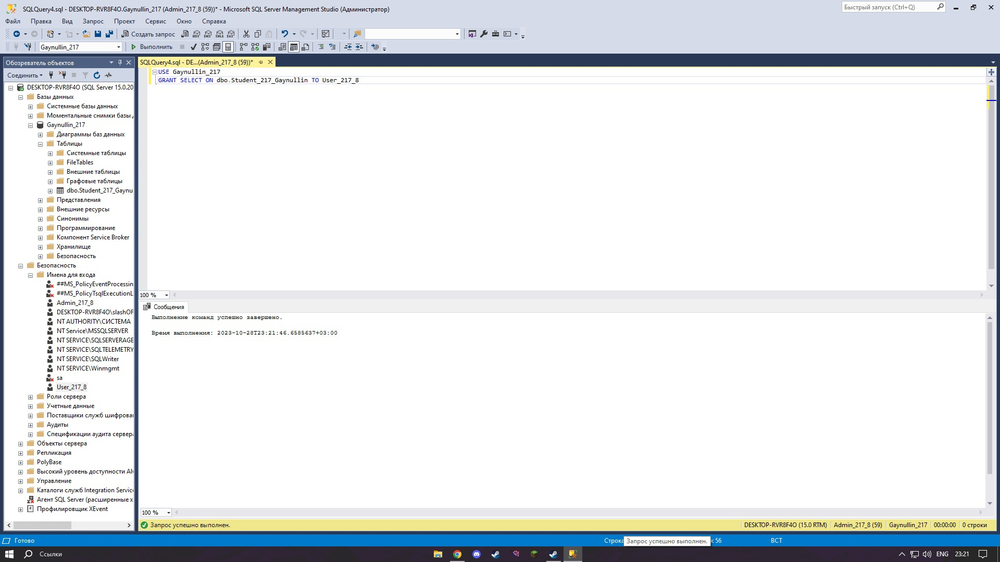 SQLQuery4.sql - DESKTOP-RVR8F4O.Gaynullin_217 (Admin_217_8 (59))* - Microsoft SQL Server Management Studio (Администратор)
Быстрый запуск (Ctrl+Q)
Файл Правка Вид Запрос Проект Сервис Окно Справка
Создать запрос MDX DMX XMLA DAX
Gaynullin_217 Выполнить
Обозреватель объектов
SQLQuery4.sql - DE...(Admin_217_8 (59))*
Соединить
USE Gaynullin_217
GRANT SELECT ON dbo.Student_217_Gaynullin TO User_217_8
DESKTOP-RVR8F4O (SQL Server 15.0.20
Базы данных
Системные базы данных
Моментальные снимки базы
Gaynullin_217
Диаграммы баз данных
Таблицы
Системные таблицы
FileTables
Внешние таблицы
Графовые таблицы
dbo.Student_217_Gaynu
Представления
Внешние ресурсы
Синонимы
Программирование
Компонент Service Broker
Хранилище
Безопасность
Безопасность
Имена для входа
##MS_PolicyEventProcessin
##MS_PolicyTsqlExecutionL
Admin_217_8
DESKTOP-RVR8F4O\slashOF
NT AUTHORITY\СИСТЕМА
NT Service\MSSQLSERVER
NT SERVICE\SQLSERVERAGE
NT SERVICE\SQLTELEMETRY
NT SERVICE\SQLWriter
NT SERVICE\Winmgmt
sa
User_217_8
Роли сервера
Учетные данные
Поставщики служб шифрова
Аудиты
Спецификации аудита сервера
Объекты сервера
Репликация
PolyBase
Высокий уровень доступности Al
Управление
Каталоги служб Integration Service
Агент SQL Server (расширенные х
Профилировщик XEvent
100 %
Сообщения
Выполнение команд успешно завершено.
Время выполнения: 2023-10-28T23:21:46.6585637+03:00
100 %
Запрос успешно выполнен.
DESKTOP-RVR8F4O (15.0 RTM) Admin_217_8 (59) Gaynullin_217 00:00:00 0 строки
Готово
Строка
Запрос успешно выполнен.
56
ВСТ
Ссылки
ENG 23:21